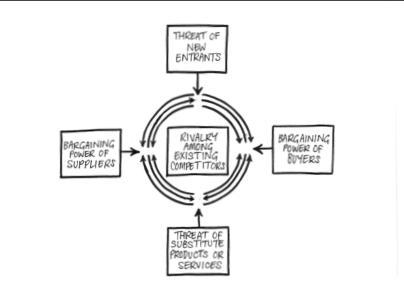 THREAT OF
NEW
ENTRANTS
BARGAINING
POWER OF
SUPPLIERS
RIVALRY
AMONG
EXISTING
COMPETITORS
BARGAINING
POWER OF
BUYERS
THREAT OF
SUBSTITUTE
PRODUCTS OR
SERVICES